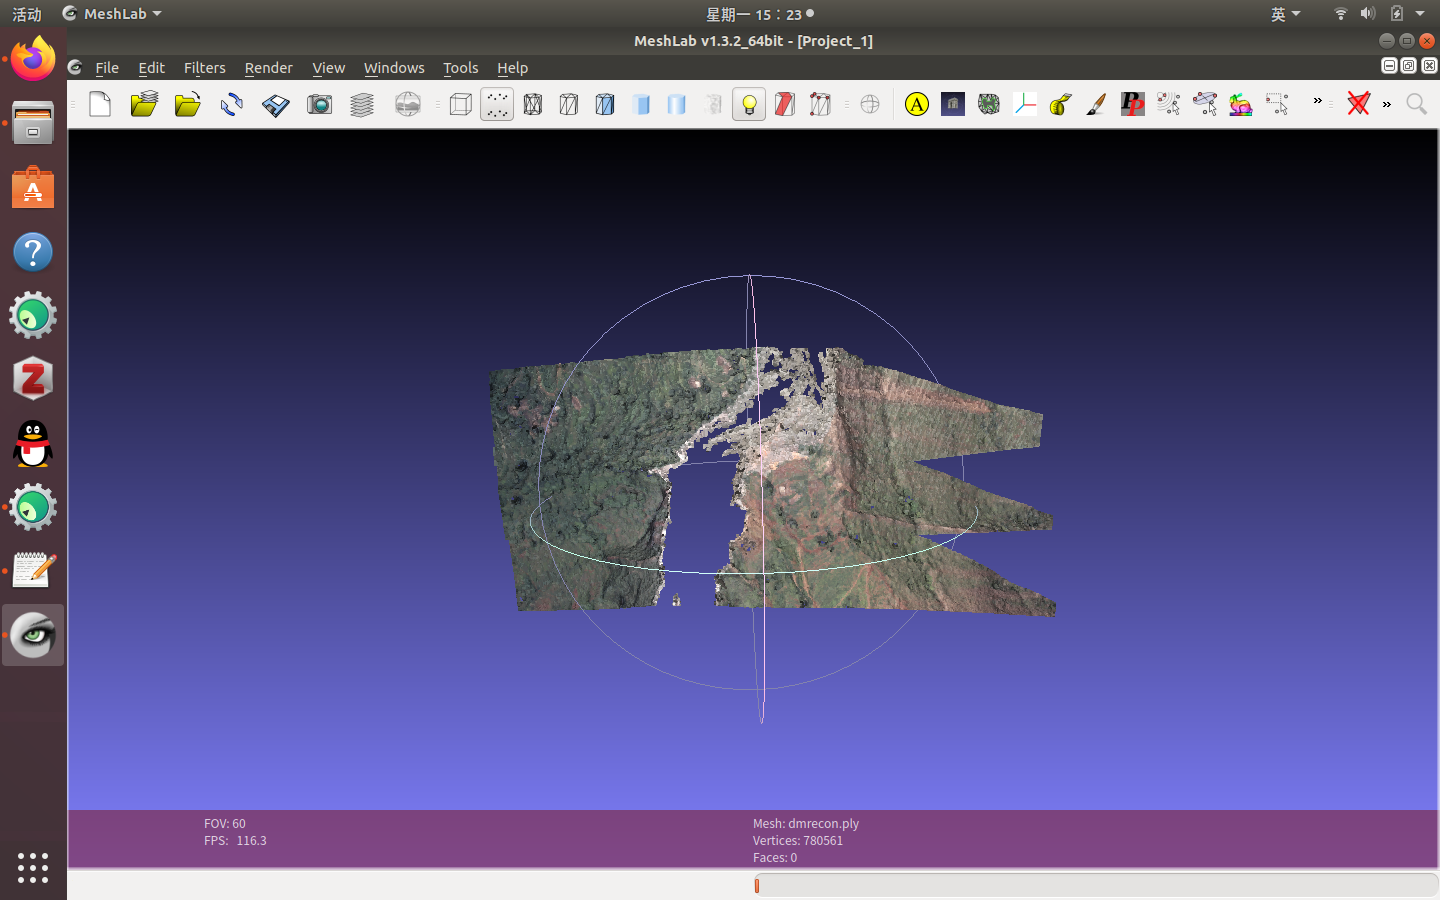 活动 MeshLab 星期一 15：23 英
MeshLab v1.3.2_64bit - [Project_1]
File Edit Filters Render View Windows Tools Help
A PP
FOV: 60
FPS: 116.3
Mesh: dmrecon.ply
Vertices: 780561
Faces: 0